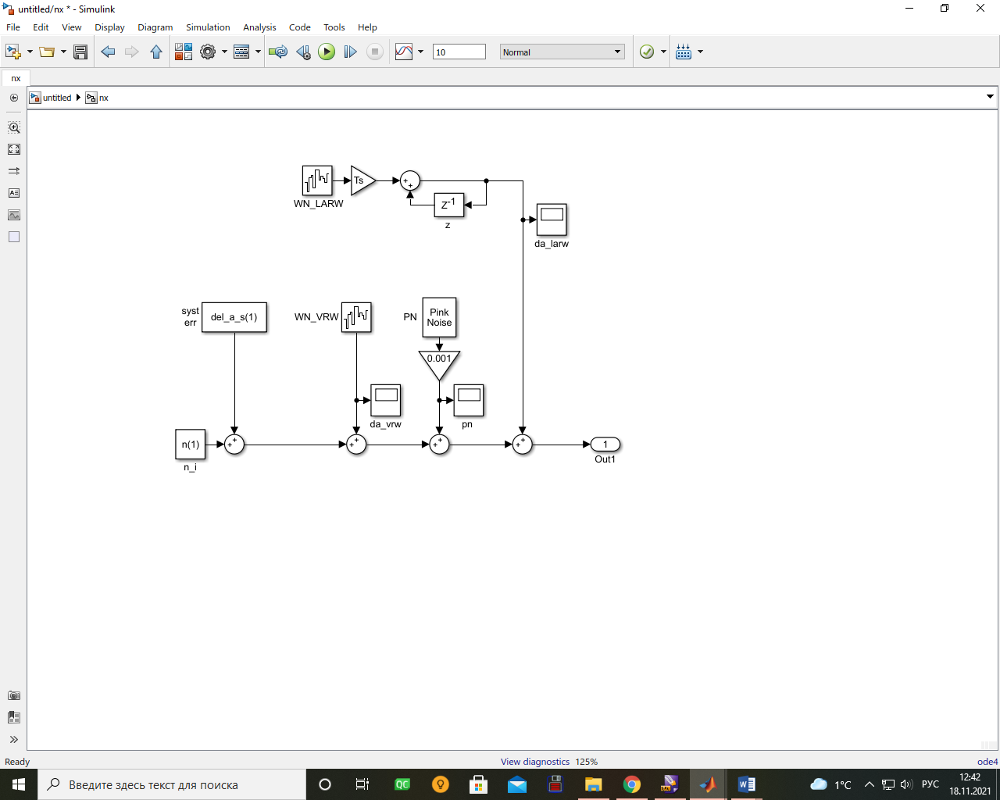 untitled/nx * - Simulink
File Edit View Display Diagram Simulation Analysis Code Tools Help
10 Normal
nx
untitled nx
Ts
WN_LARW
Z-1
z
da_larw
syst
err
del_a_s(1)
WN_VRW
PN
Pink
Noise
0.001
da_vrw
pn
n(1)
n_i
1
Out1
Ready View diagnostics 125% ode4
Введите здесь текст для поиска
QC
1°C
РУС
12:42
18.11.2021